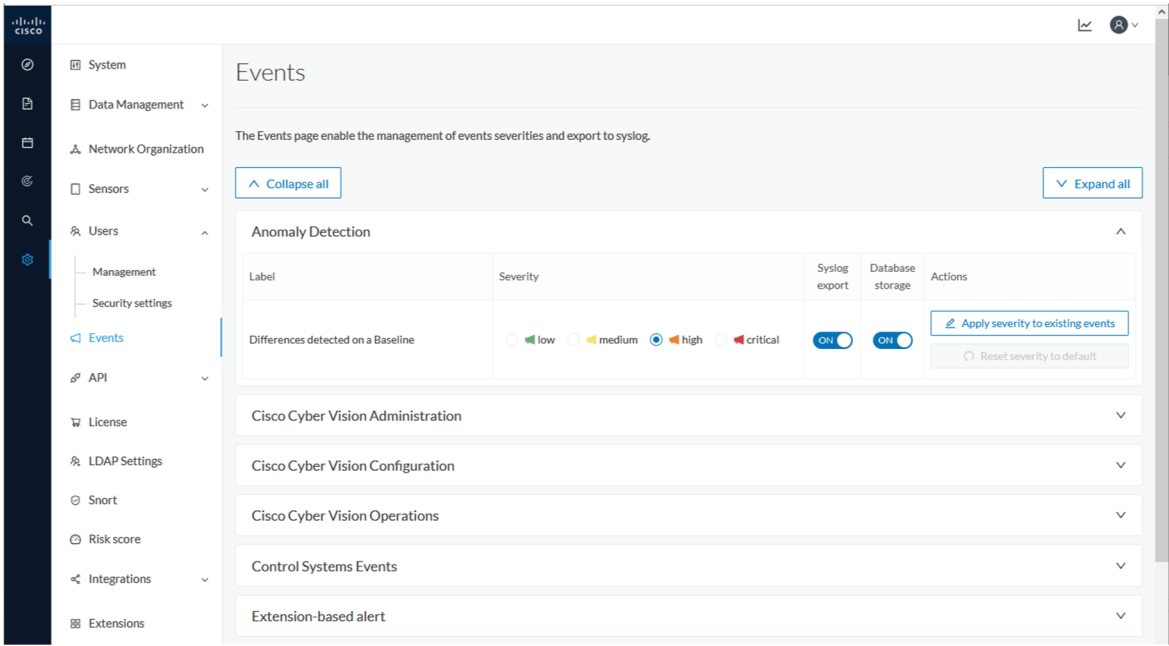 CISCO
System
Data Management
Network Organization
Sensors
Users
Management
Security settings
Events
API
License
LDAP Settings
Snort
Risk score
Integrations
Extensions
Events
The Events page enable the management of events severities and export to syslog.
Collapse all
Expand all
Anomaly Detection
Label
Severity
Syslog
export
Database
storage
Actions
Differences detected on a Baseline
low
medium
high
critical
ON
ON
Apply severity to existing events
Reset severity to default
Cisco Cyber Vision Administration
Cisco Cyber Vision Configuration
Cisco Cyber Vision Operations
Control Systems Events
Extension-based alert